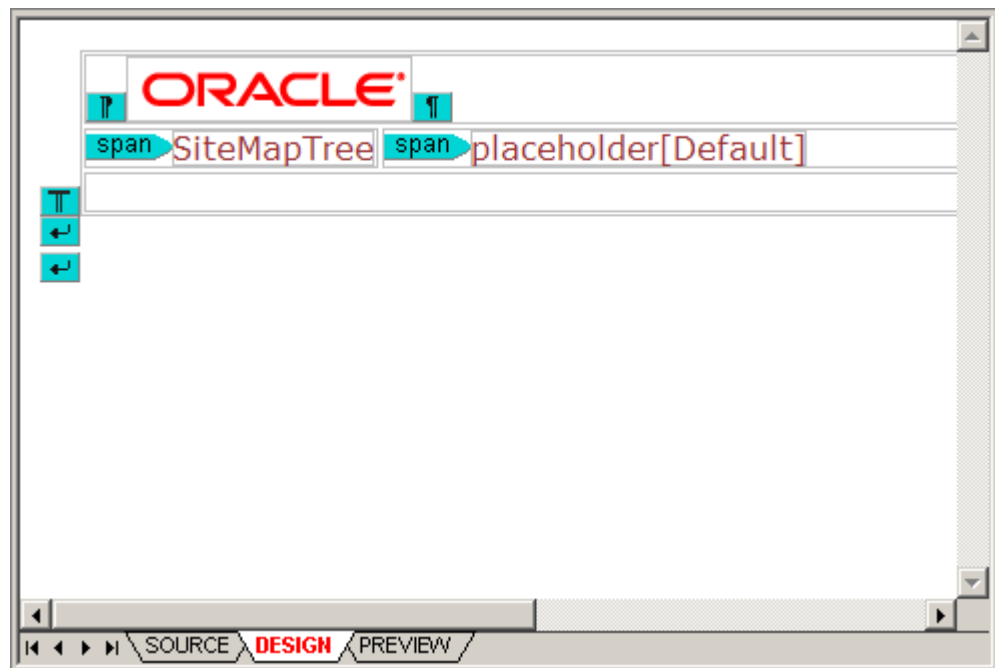 ORACLE
span SiteMapTree span placeholder[Default]
SOURCE DESIGN PREVIEW